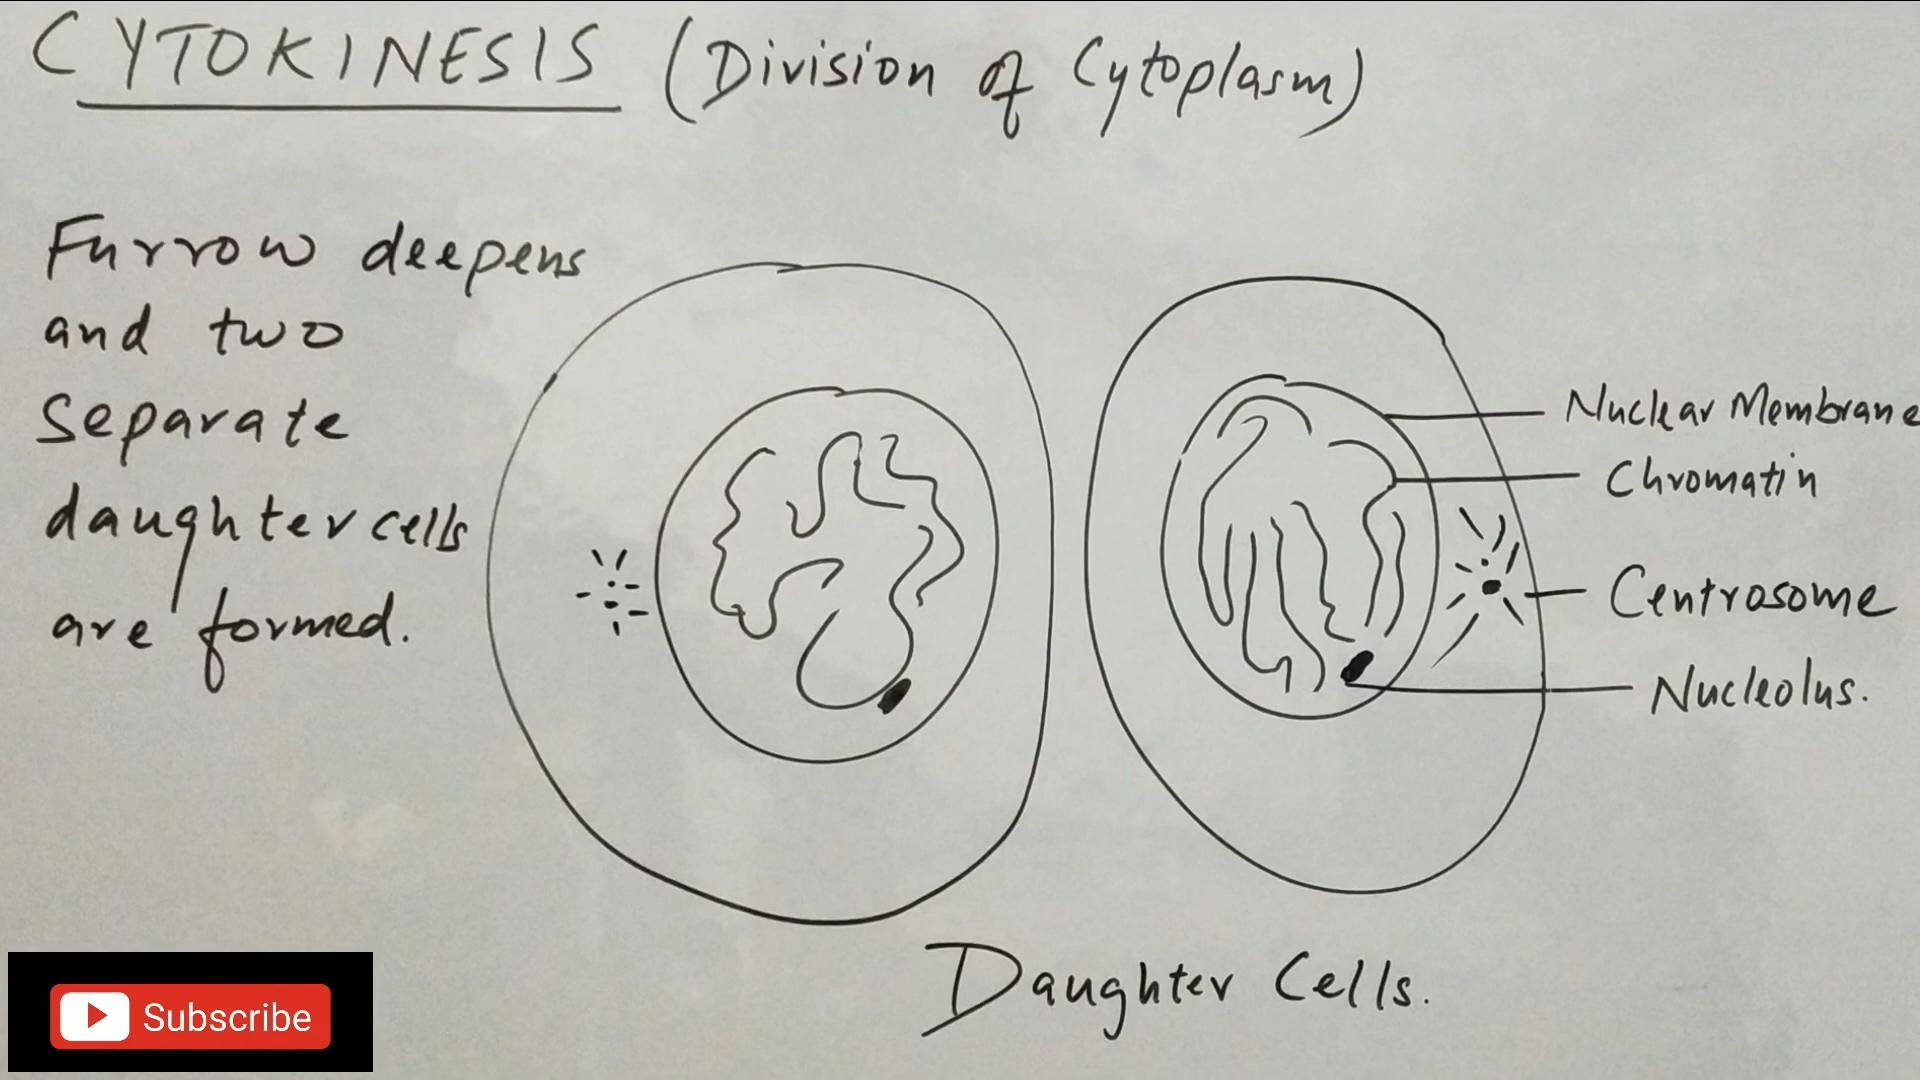 CYTOKINESIS (Division of Cytoplasm)
Furrow deepens
and two
separate
daughter cells
are formed.
Nuclear Membrane
Chromatin
Centrosome
Nucleolus.
Daughter Cells.
Subscribe